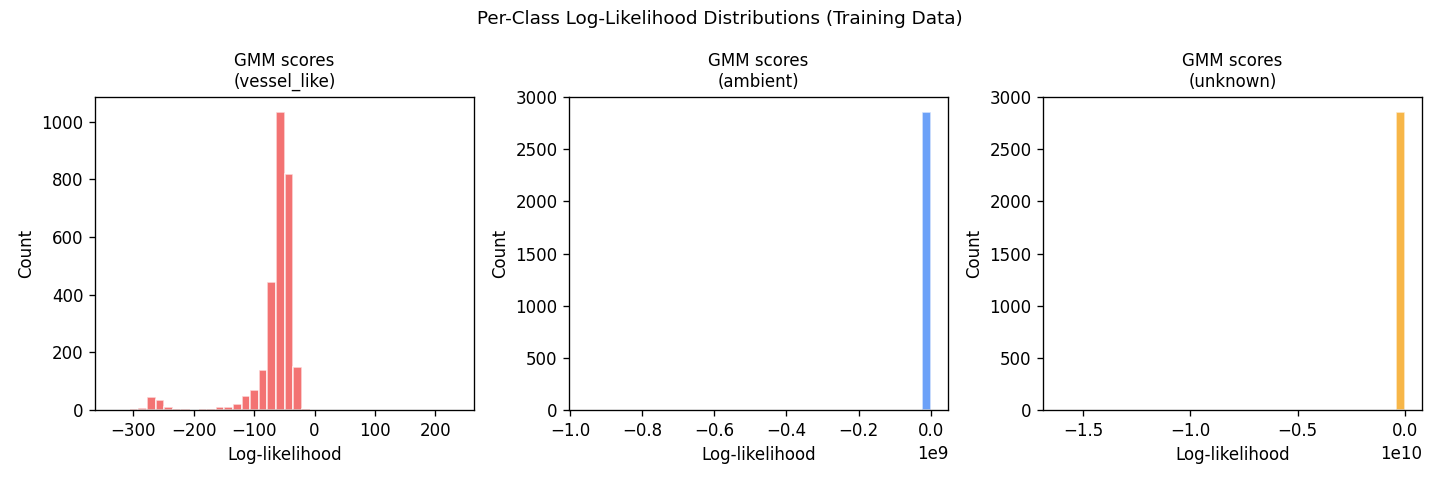 Per-Class Log-Likelihood Distributions (Training Data)
GMM scores
(vessel_like)
1000
800
600
400
200
0
Count
−300 −200 −100 0 100 200
Log-likelihood
GMM scores
(ambient)
3000
2500
2000
1500
1000
500
0
Count
−1.0 −0.8 −0.6 −0.4 −0.2 0.0
Log-likelihood
1e9
GMM scores
(unknown)
3000
2500
2000
1500
1000
500
0
Count
−1.5 −1.0 −0.5 0.0
Log-likelihood
1e10